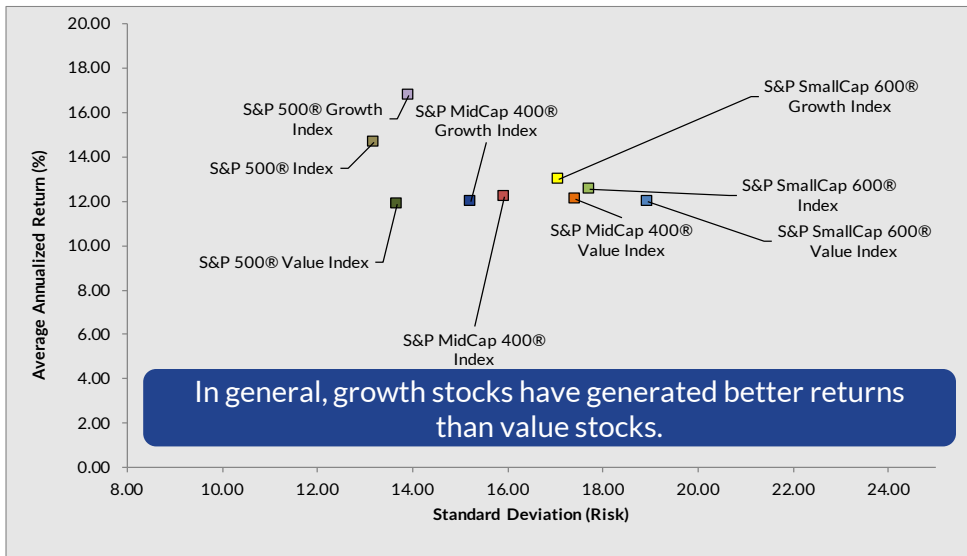 20.00
18.00
16.00
14.00
12.00
10.00
8.00
6.00
4.00
2.00
0.00
Average Annualized Return (%)
S&P 500® Growth
Index
S&P MidCap 400®
Growth Index
S&P SmallCap 600®
Growth Index
S&P 500® Index
S&P SmallCap 600®
Index
S&P MidCap 400®
Value Index
S&P SmallCap 600®
Value Index
S&P 500® Value Index
S&P MidCap 400®
Index
In general, growth stocks have generated better returns
than value stocks.
8.00 10.00 12.00 14.00 16.00 18.00 20.00 22.00 24.00
Standard Deviation (Risk)